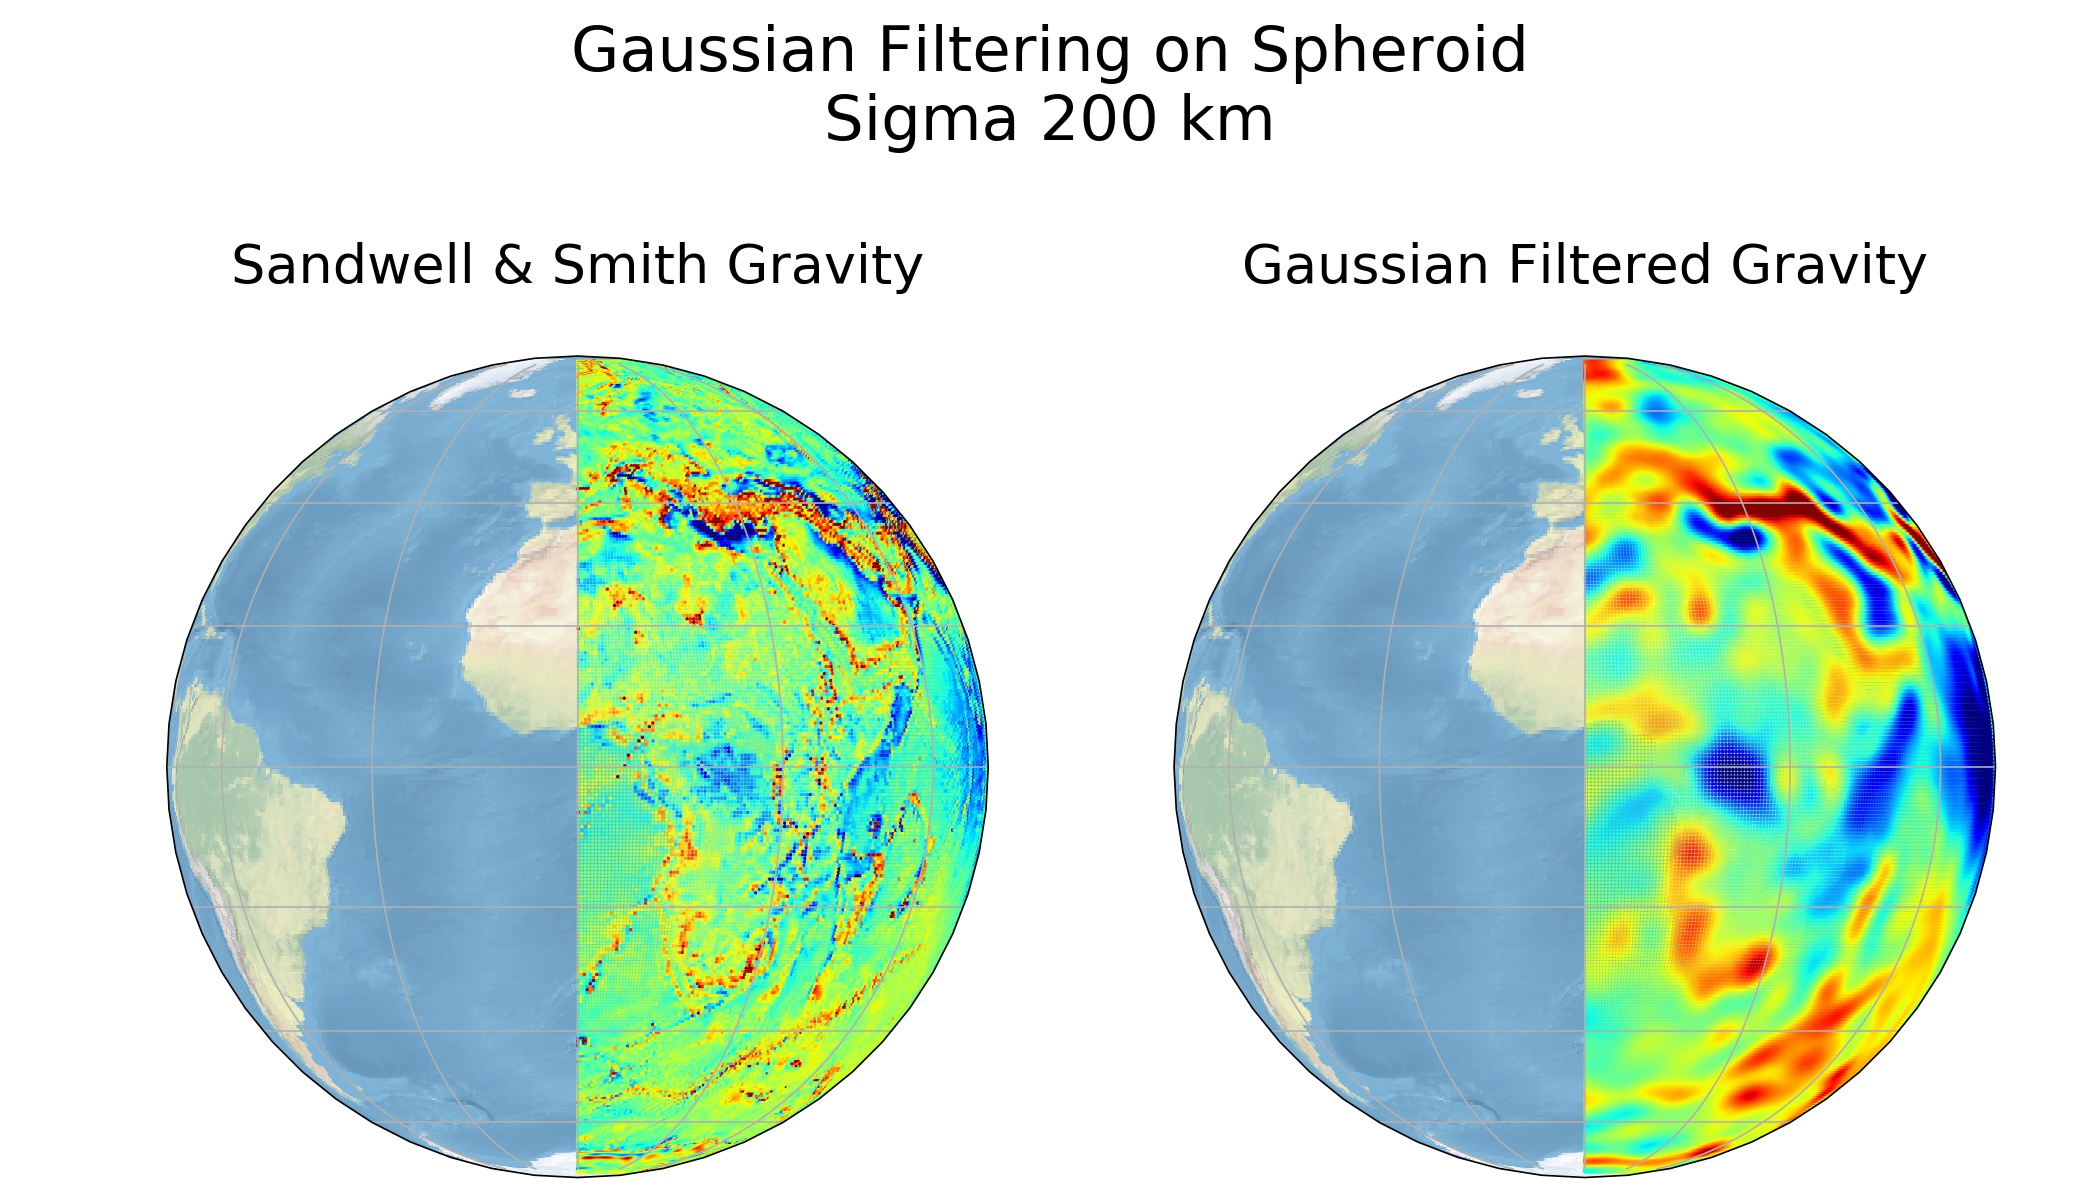 Gaussian Filtering on Spheroid
Sigma 200 km
Sandwell & Smith Gravity
Gaussian Filtered Gravity